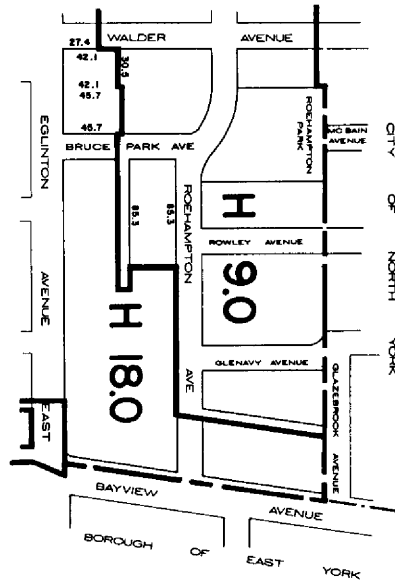 WALDER AVENUE
27.4
42.1
30.5
42.1
45.7
45.7
BRUCE PARK AVE
EGLINTON AVENUE EAST
ROEHAMPTON AVE
85.3
85.3
ROEHAMPTON
PARK
MC BAIN
AVENUE
CITY OF NORTH YORK
H 9.0
ROWLEY AVENUE
H 18.0
GLENAVY AVENUE
GLAZEBROOK AVENUE
BAYVIEW AVENUE
BOROUGH OF EAST YORK